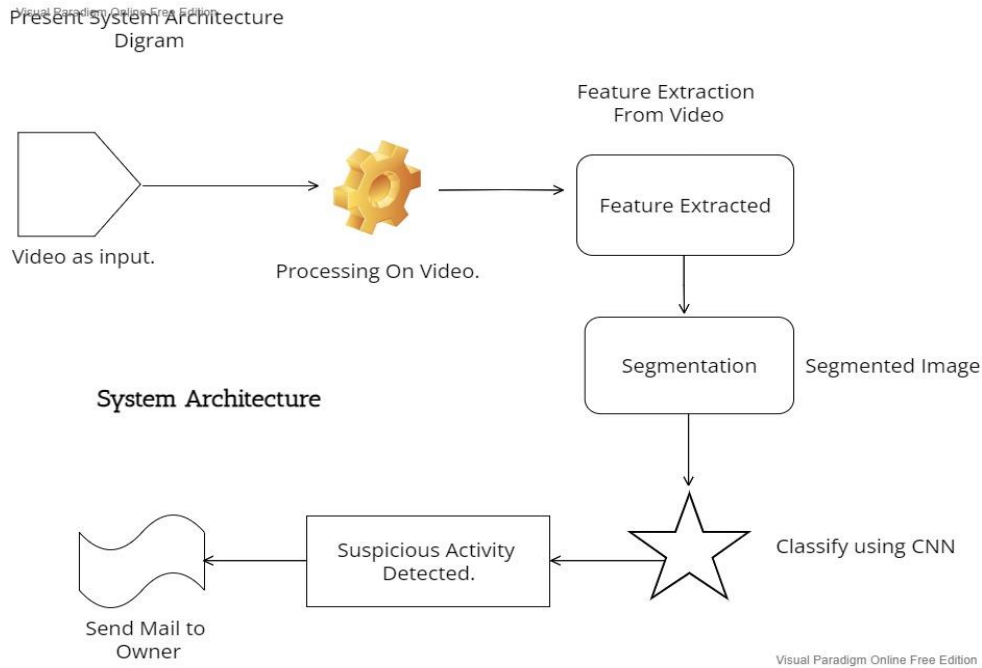 Visual Paradigm Online Free Edition
Present System Architecture
Digram
Feature Extraction
From Video
Feature Extracted
Video as input.
Processing On Video.
Segmentation
Segmented Image
System Architecture
Suspicious Activity
Detected.
Classify using CNN
Send Mail to
Owner
Visual Paradigm Online Free Edition